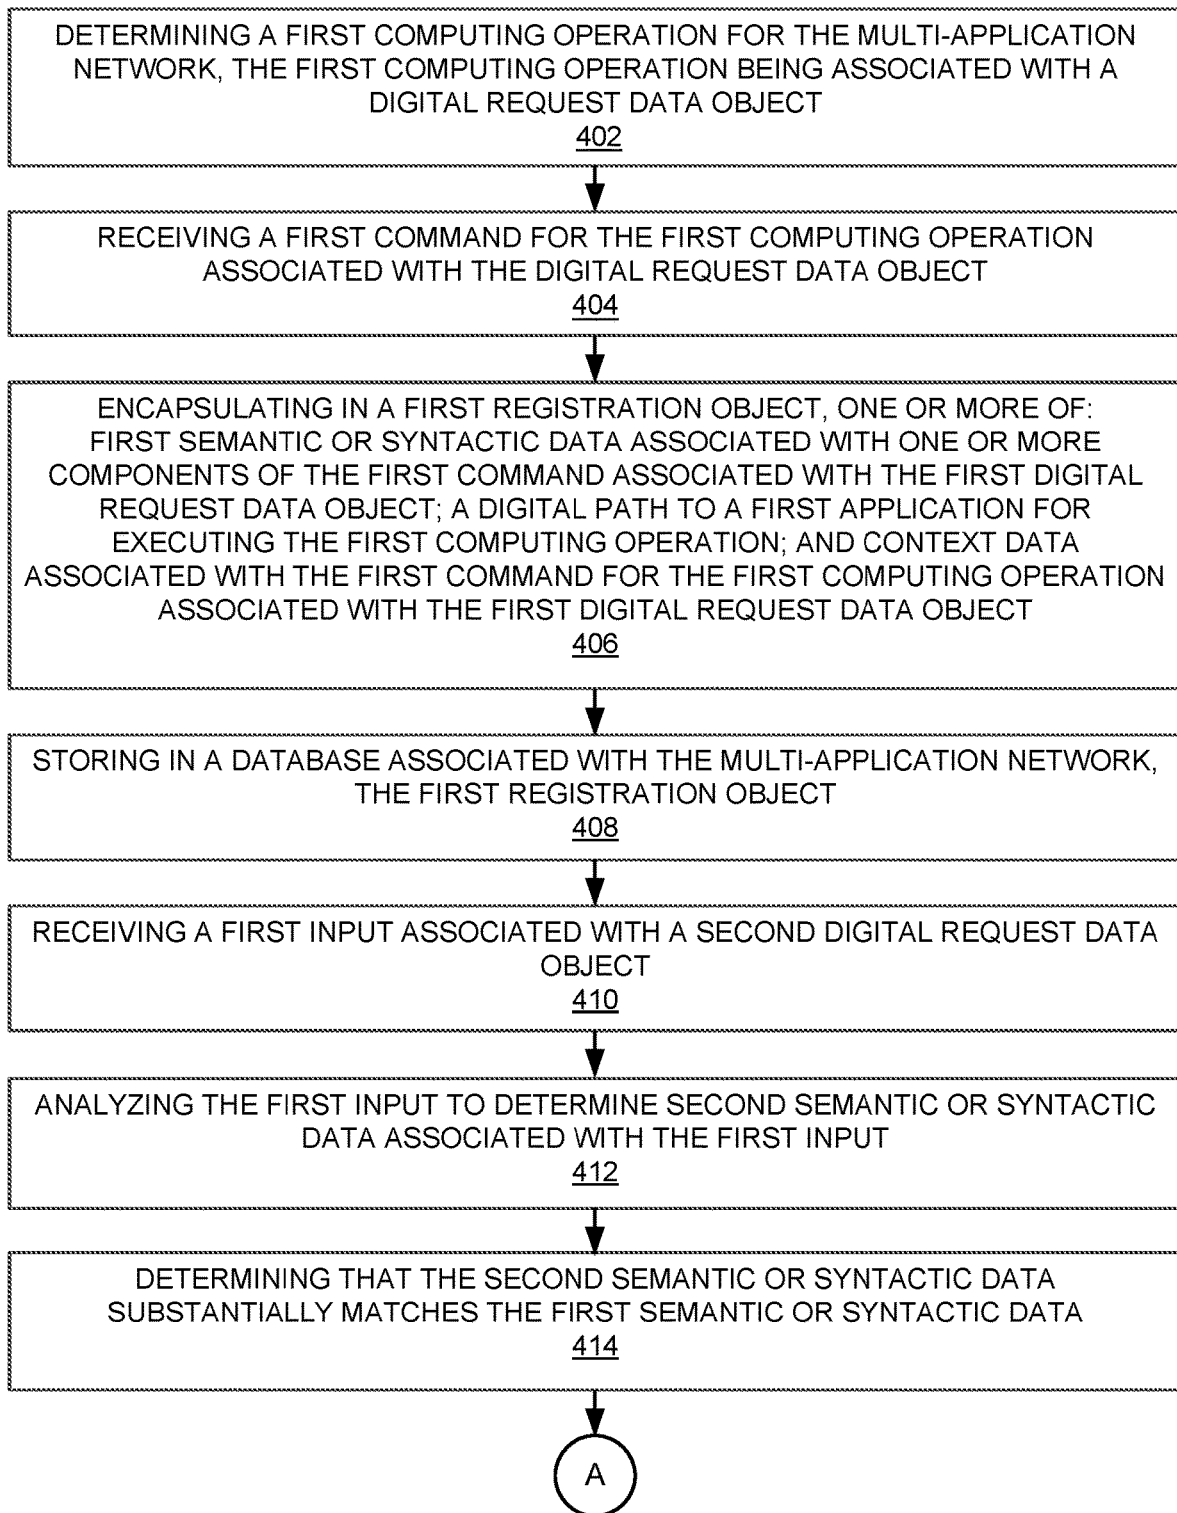 DETERMINING A FIRST COMPUTING OPERATION FOR THE MULTI-APPLICATION
NETWORK, THE FIRST COMPUTING OPERATION BEING ASSOCIATED WITH A
DIGITAL REQUEST DATA OBJECT
402
RECEIVING A FIRST COMMAND FOR THE FIRST COMPUTING OPERATION
ASSOCIATED WITH THE DIGITAL REQUEST DATA OBJECT
404
ENCAPSULATING IN A FIRST REGISTRATION OBJECT, ONE OR MORE OF:
FIRST SEMANTIC OR SYNTACTIC DATA ASSOCIATED WITH ONE OR MORE
COMPONENTS OF THE FIRST COMMAND ASSOCIATED WITH THE FIRST DIGITAL
REQUEST DATA OBJECT; A DIGITAL PATH TO A FIRST APPLICATION FOR
EXECUTING THE FIRST COMPUTING OPERATION; AND CONTEXT DATA
ASSOCIATED WITH THE FIRST COMMAND FOR THE FIRST COMPUTING OPERATION
ASSOCIATED WITH THE FIRST DIGITAL REQUEST DATA OBJECT
406
STORING IN A DATABASE ASSOCIATED WITH THE MULTI-APPLICATION NETWORK,
THE FIRST REGISTRATION OBJECT
408
RECEIVING A FIRST INPUT ASSOCIATED WITH A SECOND DIGITAL REQUEST DATA
OBJECT
410
ANALYZING THE FIRST INPUT TO DETERMINE SECOND SEMANTIC OR SYNTACTIC
DATA ASSOCIATED WITH THE FIRST INPUT
412
DETERMINING THAT THE SECOND SEMANTIC OR SYNTACTIC DATA
SUBSTANTIALLY MATCHES THE FIRST SEMANTIC OR SYNTACTIC DATA
414
A